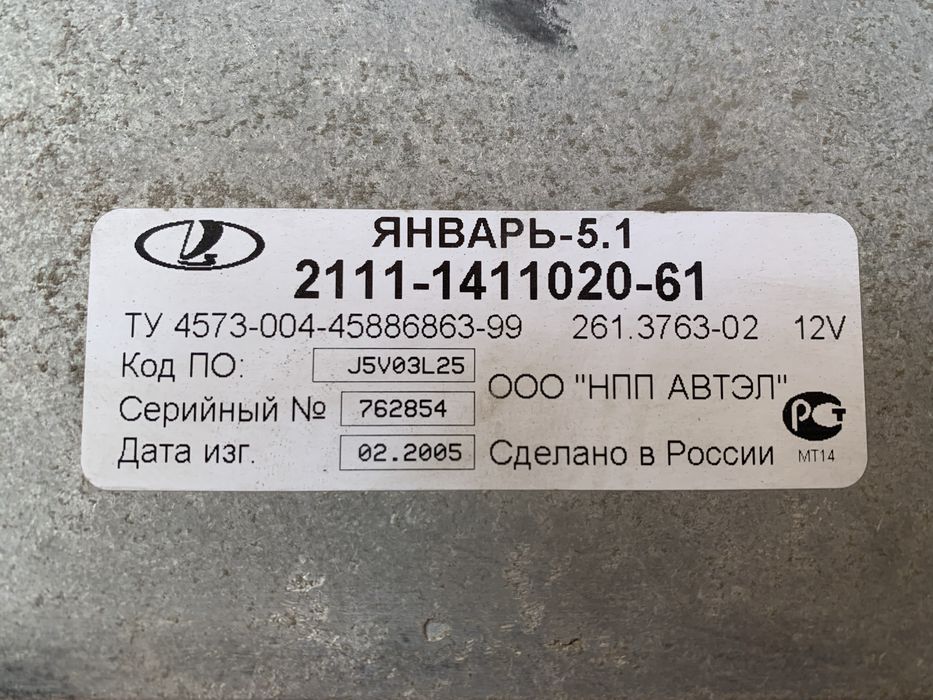 ЯНВАРЬ-5.1
2111-1411020-61
ТУ 4573-004-45886863-99 261.3763-02 12V
Код ПО: J5V03L25
ООО "НПП АВТЭЛ"
Серийный № 762854
РСТ
Дата изг. 02.2005 Сделано в России МТ14